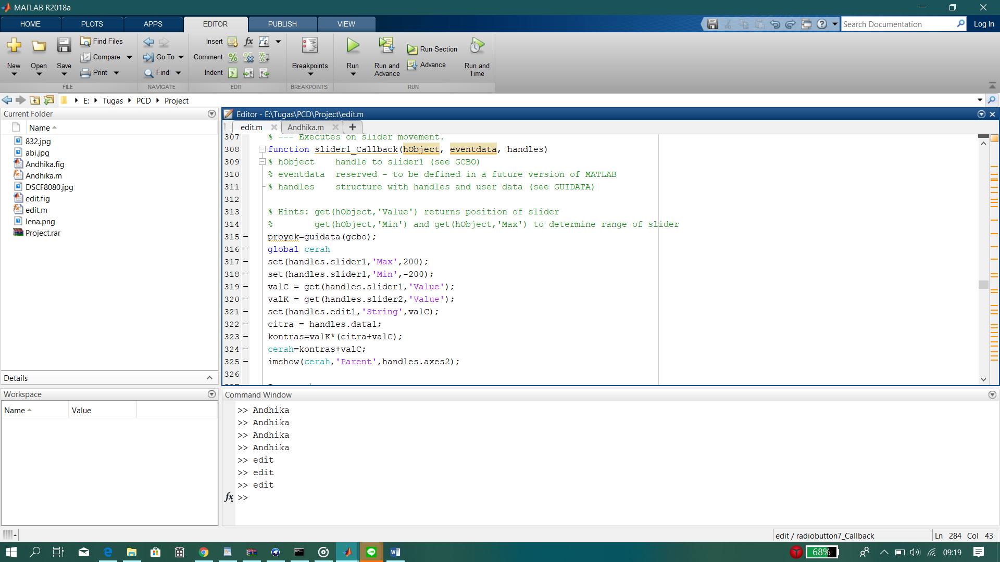 MATLAB R2018a
HOME PLOTS APPS EDITOR PUBLISH VIEW
Search Documentation
Log In
New Open Save
Find Files
Compare
Print
FILE
Go To
Find
NAVIGATE
Insert
Comment
Indent
EDIT
Breakpoints
BREAKPOINTS
Run
Run and Advance
Run Section
Advance
Run and Time
RUN
E: Tugas PCD Project
Current Folder
Name
832.jpg
abi.jpg
Andhika.fig
Andhika.m
DSCF8080.jpg
edit.fig
edit.m
lena.png
Project.rar
Details
Workspace
Name Value
Editor - E:\Tugas\PCD\Project\edit.m
edit.m Andhika.m
307 % --- Executes on slider movement.
308 function slider1_Callback(hObject, eventdata, handles)
309 % hObject    handle to slider1 (see GCBO)
310 % eventdata  reserved - to be defined in a future version of MATLAB
311 % handles    structure with handles and user data (see GUIDATA)
312
313 % Hints: get(hObject,'Value') returns position of slider
314 %        get(hObject,'Min') and get(hObject,'Max') to determine range of slider
315 proyek=guidata(gcbo);
316 global cerah
317 set(handles.slider1,'Max',200);
318 set(handles.slider1,'Min',-200);
319 valC = get(handles.slider1,'Value');
320 valK = get(handles.slider2,'Value');
321 set(handles.edit1,'String',valC);
322 citra = handles.data1;
323 kontras=valK*(citra+valC);
324 cerah=kontras+valC;
325 imshow(cerah,'Parent',handles.axes2);
326
Command Window
>> Andhika
>> Andhika
>> Andhika
>> Andhika
>> edit
>> edit
>> edit
fx >>
edit / radiobutton7_Callback
Ln 284 Col 43
68%
09:19